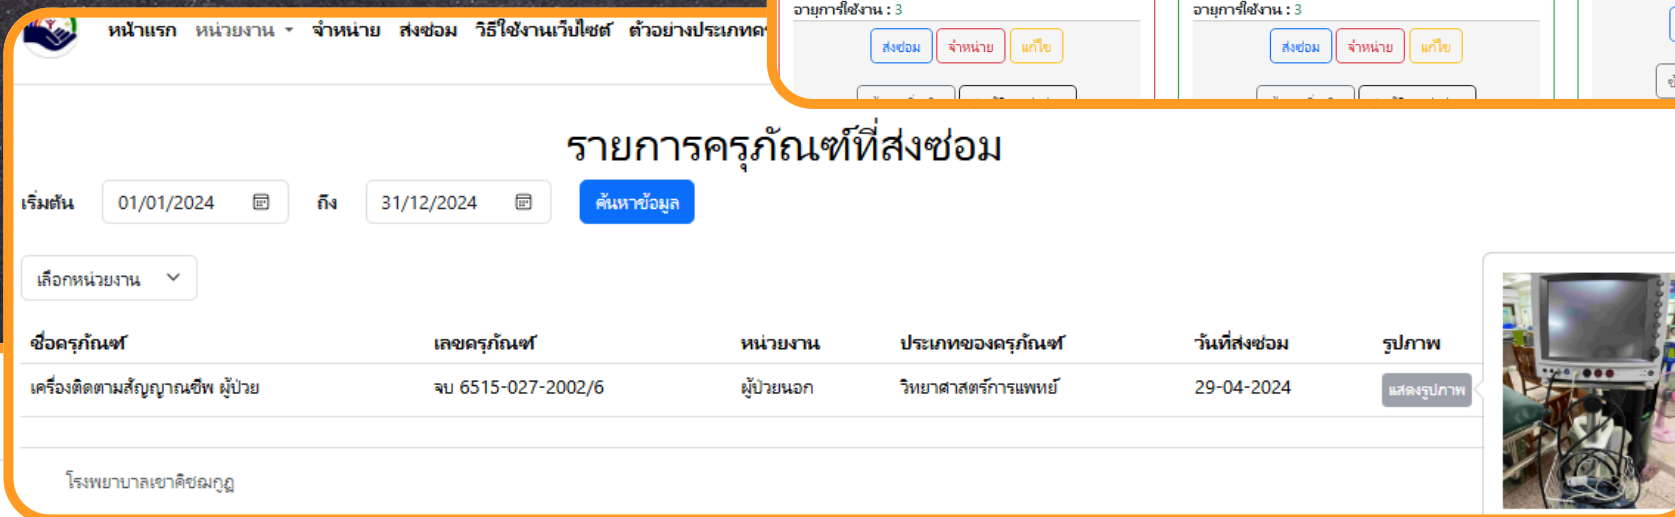 อายุการใช้งาน : 3
อายุการใช้งาน : 3
ส่งซ่อม จำหน่าย แก้ไข
ส่งซ่อม จำหน่าย แก้ไข
หน้าแรก หน่วยงาน จำหน่าย ส่งซ่อม วิธีใช้งานเว็บไซต์
รายการครุภัณฑ์ที่ส่งซ่อม
เริ่มต้น 01/01/2024 ถึง 31/12/2024 ค้นหาข้อมูล
เลือกหน่วยงาน
ชื่อครุภัณฑ์ เลขครุภัณฑ์ หน่วยงาน ประเภทของครุภัณฑ์ วันที่ส่งซ่อม รูปภาพ
เครื่องติดตามสัญญาณชีพ ผู้ป่วย จบ 6515-027-2002/6 ผู้ป่วยนอก วิทยาศาสตร์การแพทย์ 29-04-2024 แสดงรูปภาพ
โรงพยาบาลเขาคิชฌกูฏ